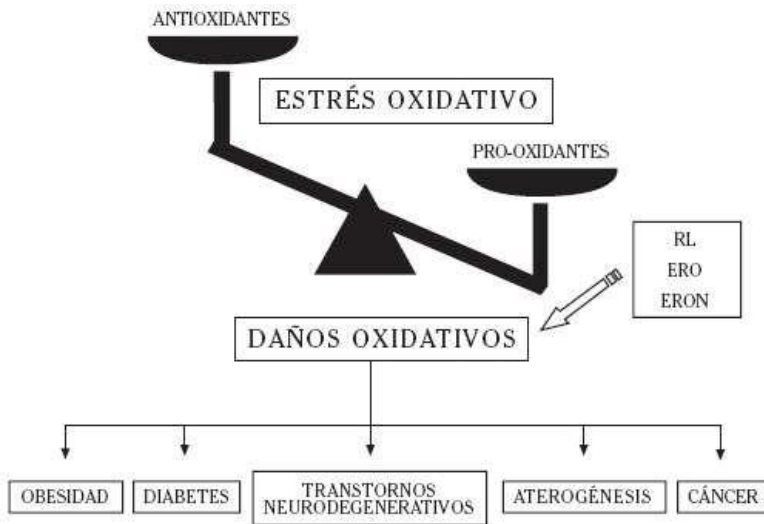 ANTIOXIDANTES
ESTRÉS OXIDATIVO
PRO-OXIDANTES
RL
ERO
ERON
DAÑOS OXIDATIVOS
OBESIDAD
DIABETES
TRANSTORNOS
NEURODEGENERATIVOS
ATEROGÉNESIS
CÁNCER